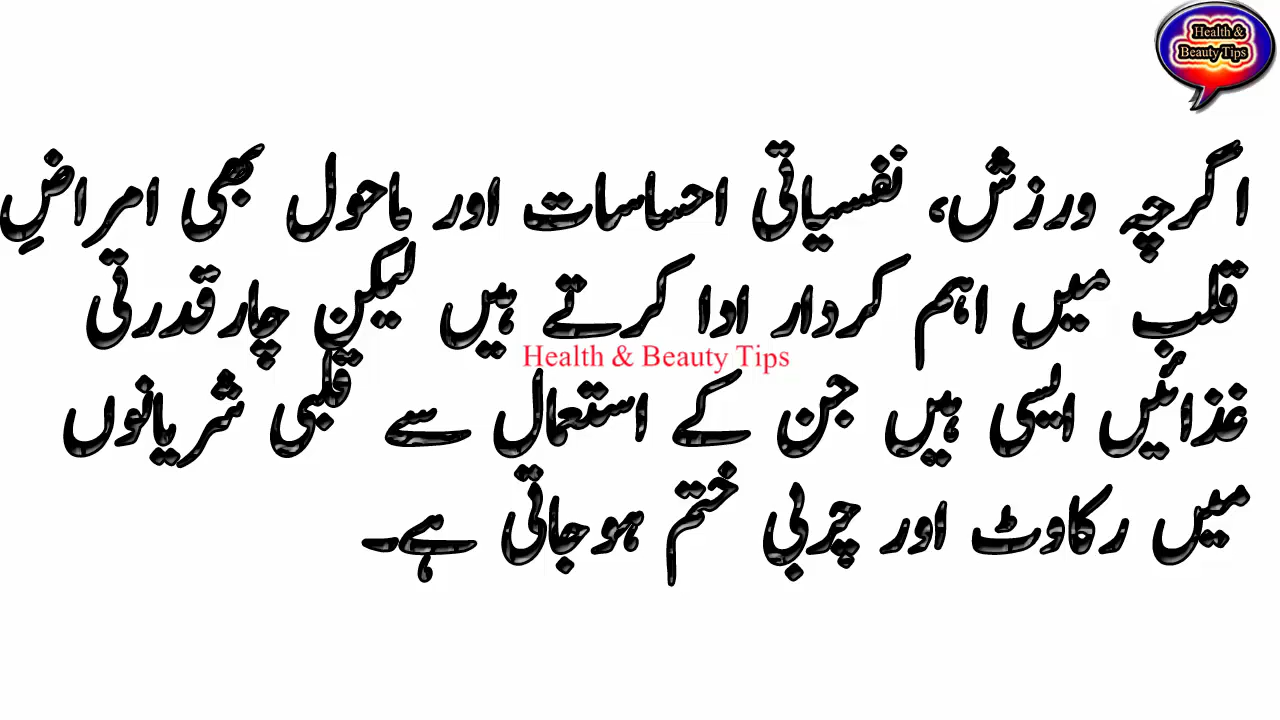 Health &
Beauty Tips
اگرچہ ورزش، نفسیاتی احساسات اور ماحول بھی امراضِ
قلب میں اہم کردار ادا کرتے ہیں لیکن چار قدرتی
Health & Beauty Tips
غذائیں ایسی ہیں جن کے استعمال سے قلبی شریانوں
میں رکاوٹ اور چربی ختم ہوجاتی ہے۔